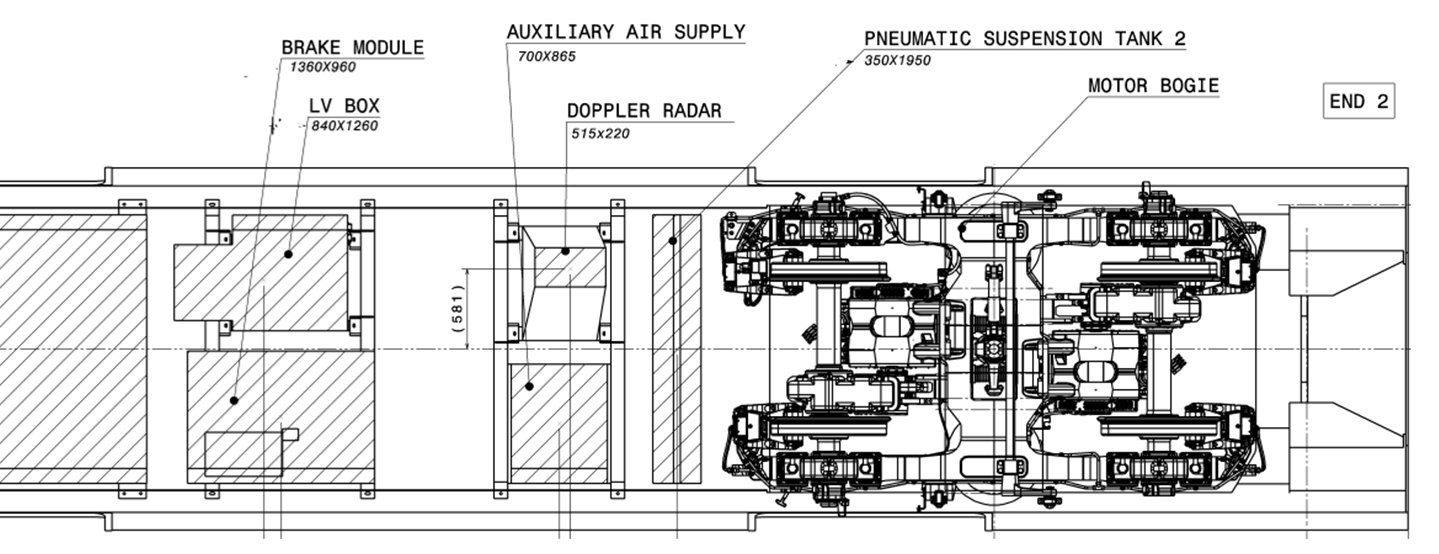 BRAKE MODULE
1360X960
LV BOX
840X1260
AUXILIARY AIR SUPPLY
700X865
DOPPLER RADAR
515x220
PNEUMATIC SUSPENSION TANK 2
350X1950
MOTOR BOGIE
END 2
(581)